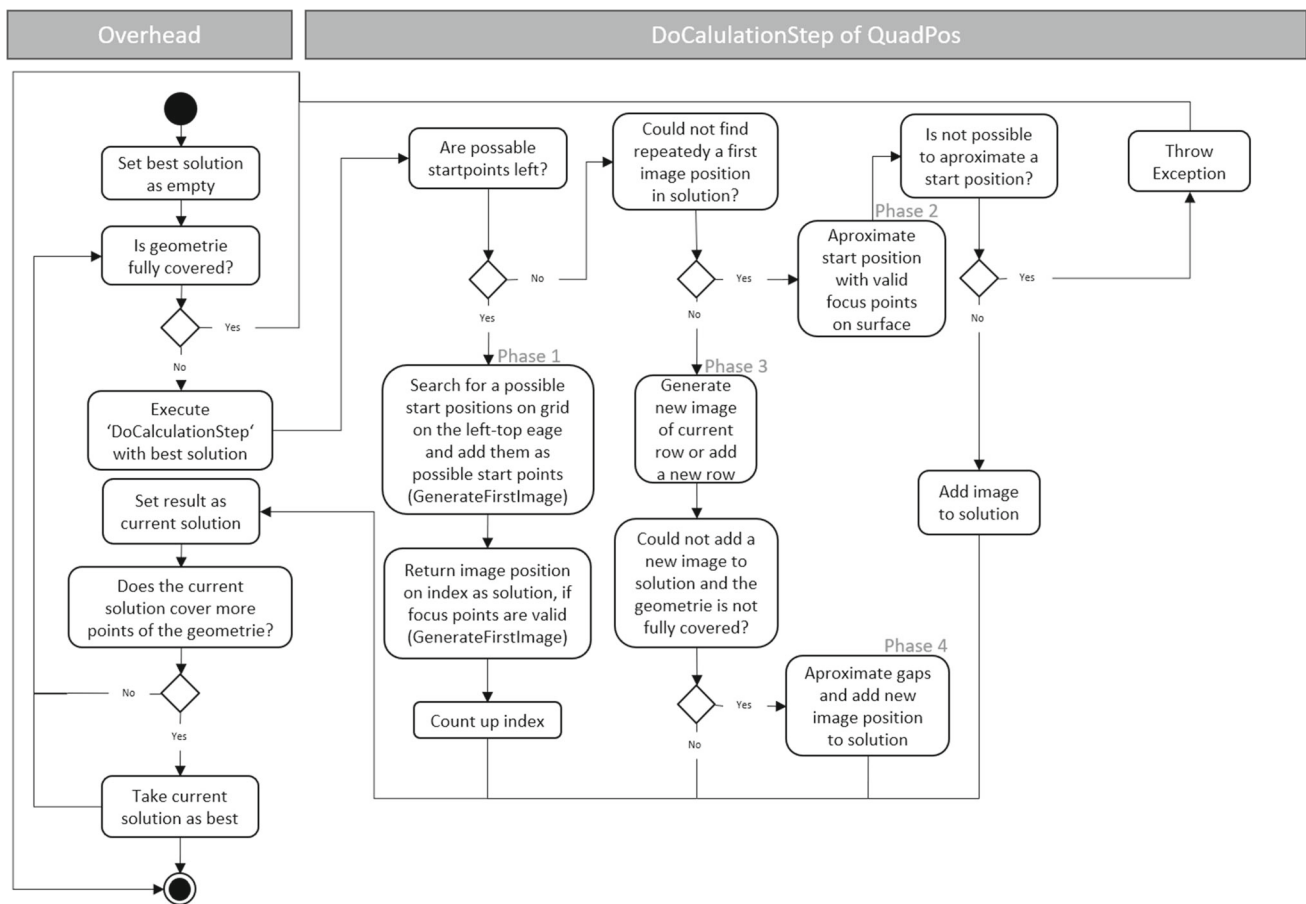 Overhead
DoCalulationStep of QuadPos
Set best solution
as empty
Is geometrie
fully covered?
Yes
No
Execute
‘DoCalculationStep‘
with best solution
Set result as
current solution
Does the current
solution cover more
points of the geometrie?
No
Yes
Take current
solution as best
Are possable
startpoints left?
No
Yes
Phase 1
Search for a possible
start positions on grid
on the left-top eage
and add them as
possible start points
(GenerateFirstImage)
Return image position
on index as solution, if
focus points are valid
(GenerateFirstImage)
Count up index
Could not find
repeatedy a first
image position
in solution?
Yes
No
Phase 3
Generate
new image
of current
row or add
a new row
Could not add a
new image to
solution and the
geometrie is not
fully covered?
Yes
No
Phase 4
Aproximate gaps
and add new
image position
to solution
Phase 2
Aproximate
start position
with valid
focus points
on surface
Is not possible
to aproximate a
start position?
Yes
No
Add image
to solution
Throw
Exception